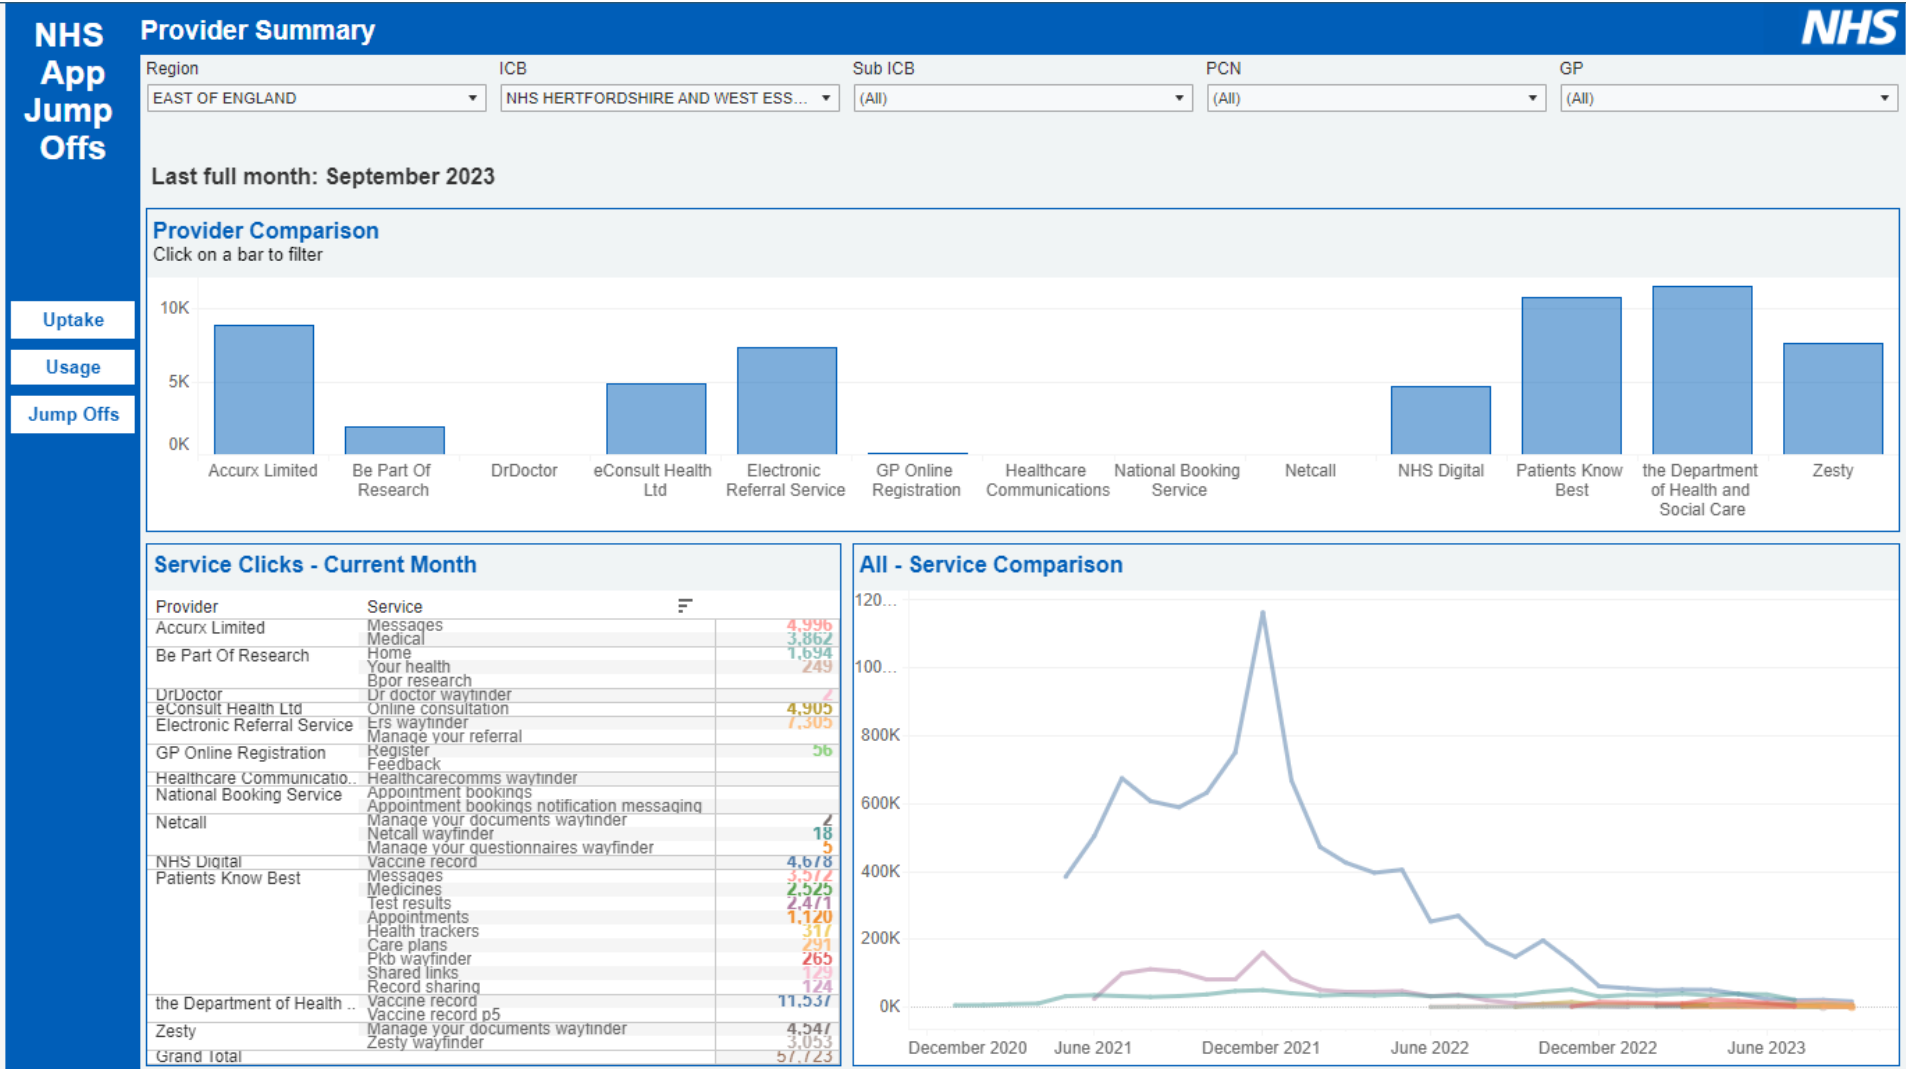 NHS
App
Jump
Offs
Provider Summary
NHS
Region
ICB
Sub ICB
PCN
GP
EAST OF ENGLAND
NHS HERTFORDSHIRE AND WEST ESS...
(All)
(All)
(All)
Last full month: September 2023
Uptake
Usage
Jump Offs
Provider Comparison
Click on a bar to filter
10K
5K
0K
Accurx Limited
Be Part Of
Research
DrDoctor
eConsult Health
Ltd
Electronic
Referral Service
GP Online
Registration
Healthcare
Communications
National Booking
Service
Netcall
NHS Digital
Patients Know
Best
the Department
of Health and
Social Care
Zesty
Service Clicks - Current Month
Provider Service
Accurx Limited Messages 4,996
Medical 3,862
Be Part Of Research Home 1,694
Your health 249
Bpor research
DrDoctor Dr doctor wayfinder 2
eConsult Health Ltd Online consultation 4,905
Electronic Referral Service Ers wayfinder 7,305
Manage your referral
GP Online Registration Register 56
Feedback
Healthcare Communicatio.. Healthcarecomms wayfinder
National Booking Service Appointment bookings
Appointment bookings notification messaging
Netcall Manage your documents wayfinder 2
Netcall wayfinder 18
Manage your questionnaires wayfinder 5
NHS Digital Vaccine record 4,678
Patients Know Best Messages 3,572
Medicines 2,525
Test results 2,471
Appointments 1,120
Health trackers 317
Care plans 291
Pkb wayfinder 265
Shared links 129
Record sharing 124
the Department of Health .. Vaccine record 11,537
Vaccine record p5
Zesty Manage your documents wayfinder 4,547
Zesty wayfinder 3,053
Grand Total 57,723
All - Service Comparison
120...
100...
800K
600K
400K
200K
0K
December 2020
June 2021
December 2021
June 2022
December 2022
June 2023